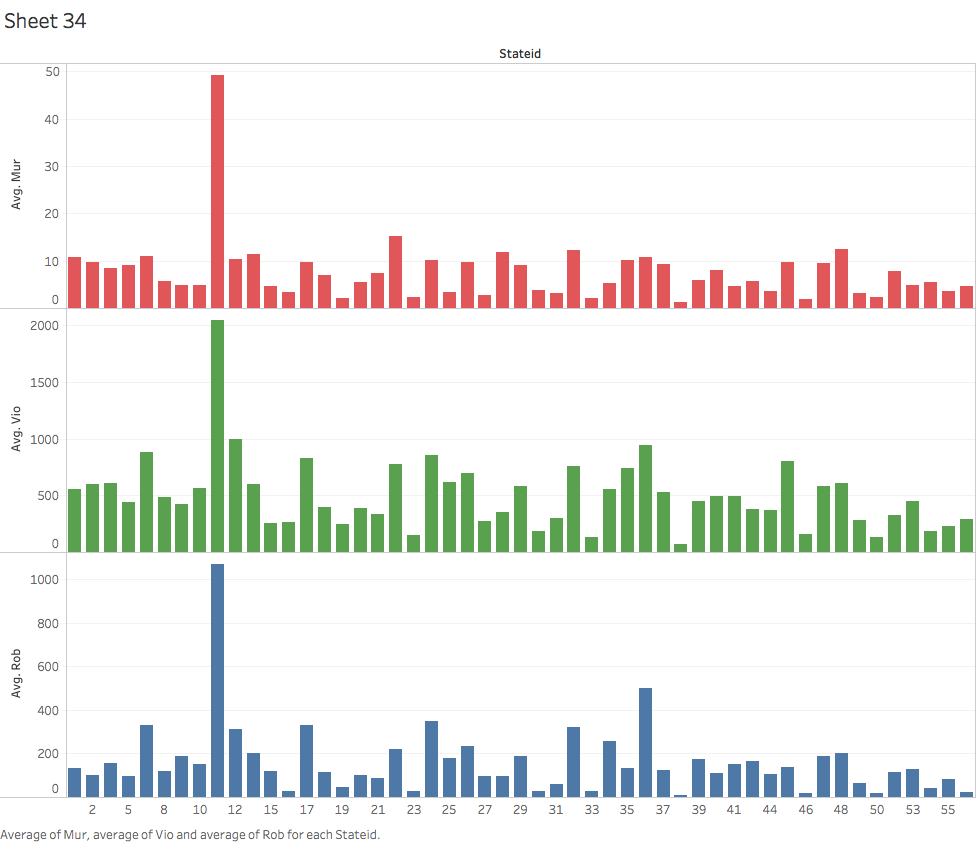 Sheet 34
Stateid
50
40
30
20
10
0
Avg. Mur
2000
1500
1000
500
0
Avg. Vio
1000
800
600
400
200
0
Avg. Rob
2 5 8 10 12 15 17 19 21 23 25 27 29 31 33 35 37 39 41 44 46 48 50 53 55
Average of Mur, average of Vio and average of Rob for each Stateid.